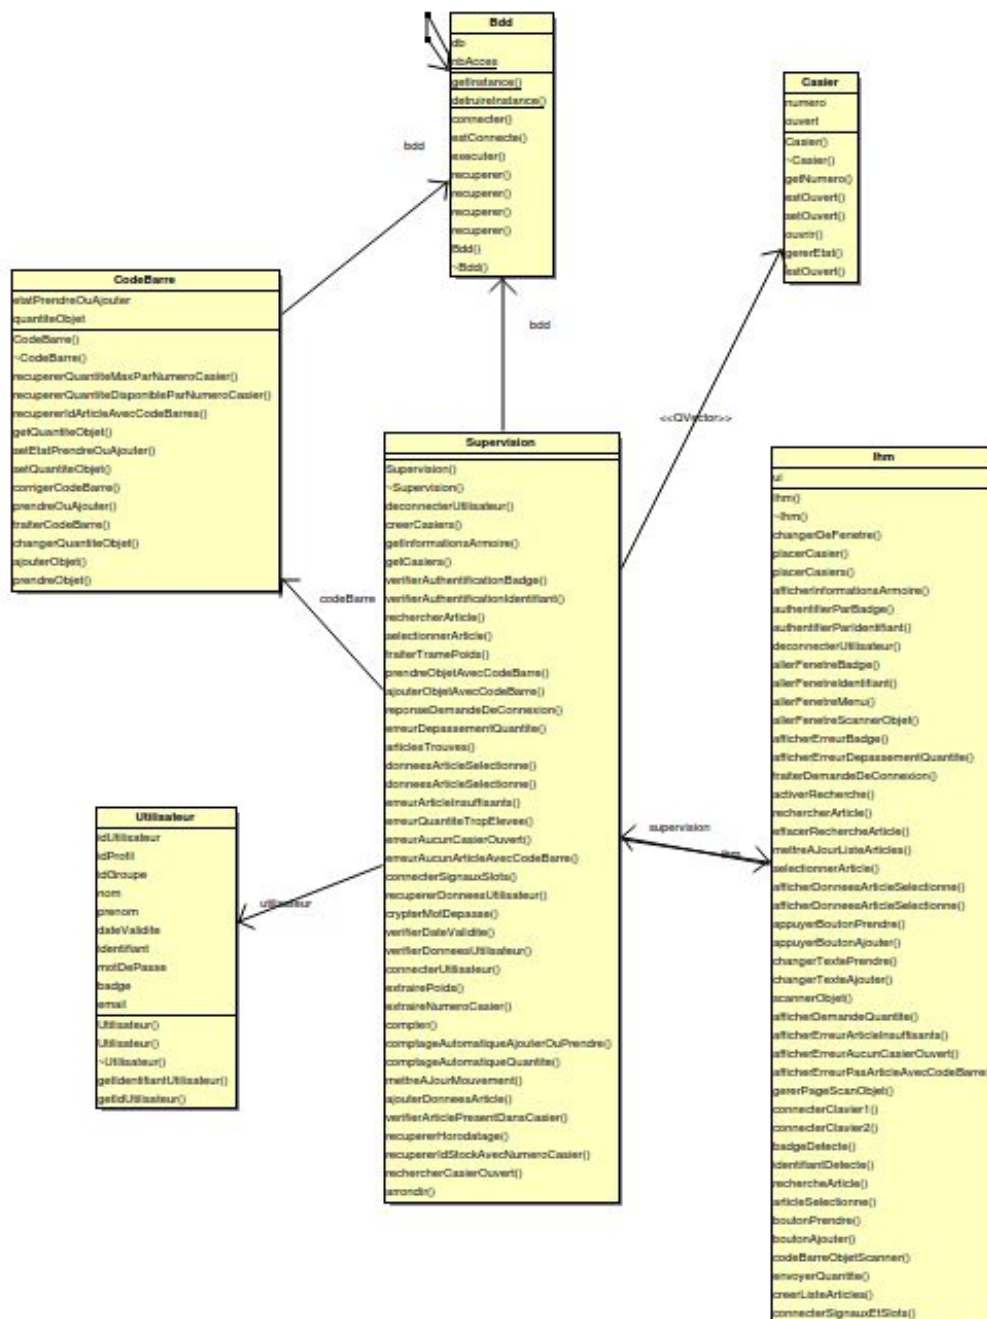 Bdd
db
nbAcces
getInstance()
detruireInstance()
connecter()
estConnecte()
executer()
recuperer()
recuperer()
recuperer()
recuperer()
Bdd()
~Bdd()
Casier
numero
ouvert
Casier()
~Casier()
getNumero()
estOuvert()
setOuvert()
ouvrir()
gererEtat()
estOuvert()
bdd
bdd
CodeBarre
etatPrendreOuAjouter
quantiteObjet
CodeBarre()
~CodeBarre()
recupererQuantiteMaxParNumeroCasier()
recupererQuantiteDisponibleParNumeroCasier()
recupererIdArticleAvecCodeBarres()
getQuantiteObjet()
setEtatPrendreOuAjouter()
setQuantiteObjet()
corrigerCodeBarre()
prendreOuAjouter()
traiterCodeBarre()
changerQuantiteObjet()
ajouterObjet()
prendreObjet()
<<QVector>>
codeBarre
Supervision
Supervision()
~Supervision()
deconnecterUtilisateur()
creerCasiers()
getInformationsArmoire()
getCasiers()
verifierAuthentificationBadge()
verifierAuthentificationIdentifiant()
rechercherArticle()
selectionnerArticle()
traiterTramePoids()
prendreObjetAvecCodeBarre()
ajouterObjetAvecCodeBarre()
reponseDemandeDeConnexion()
erreurDepassementQuantite()
articlesTrouves()
donneesArticleSelectionne()
donneesArticleSelectionne()
erreurArticleInsuffisants()
erreurQuantiteTropElevee()
erreurAucunCasierOuvert()
erreurAucunArticleAvecCodeBarre()
connecterSignauxSlots()
recupererDonneesUtilisateur()
crypterMotDepasse()
verifierDateValidite()
verifierDonneesUtilisateur()
connecterUtilisateur()
extrairePoids()
extraireNumeroCasier()
compter()
comptageAutomatiqueAjouterOuPrendre()
comptageAutomatiqueQuantite()
mettreAJourMouvement()
ajouterDonneesArticle()
verifierArticlePresentDansCasier()
recupererHorodatage()
recupererIdStockAvecNumeroCasier()
rechercherCasierOuvert()
arrondir()
supervision
ihm
utilisateur
Utilisateur
idUtilisateur
idProfil
idGroupe
nom
prenom
dateValidite
identifiant
motDePasse
badge
email
Utilisateur()
Utilisateur()
~Utilisateur()
getIdentifiantUtilisateur()
getIdUtilisateur()
Ihm
ui
Ihm()
~Ihm()
changerDeFenetre()
placerCasier()
placerCasiers()
afficherInformationsArmoire()
authentifierParBadge()
authentifierParIdentifiant()
deconnecterUtilisateur()
allerFenetreBadge()
allerFenetreIdentifiant()
allerFenetreMenu()
allerFenetreScannerObjet()
afficherErreurBadge()
afficherErreurDepassementQuantite()
traiterDemandeDeConnexion()
activerRecherche()
rechercherArticle()
effacerRechercheArticle()
mettreAJourListeArticles()
selectionnerArticle()
afficherDonneesArticleSelectionne()
afficherDonneesArticleSelectionne()
appuyerBoutonPrendre()
appuyerBoutonAjouter()
changerTextePrendre()
changerTexteAjouter()
scannerObjet()
afficherDemandeQuantite()
afficherErreurArticleInsuffisants()
afficherErreurAucunCasierOuvert()
afficherErreurPasArticleAvecCodeBarre
gererPageScanObjet()
connecterClavier1()
connecterClavier2()
badgeDetecte()
identifiantDetecte()
rechercheArticle()
articleSelectionne()
boutonPrendre()
boutonAjouter()
codeBarreObjetScanner()
envoyerQuantite()
creerListeArticles()
connecterSignauxEtSlots()